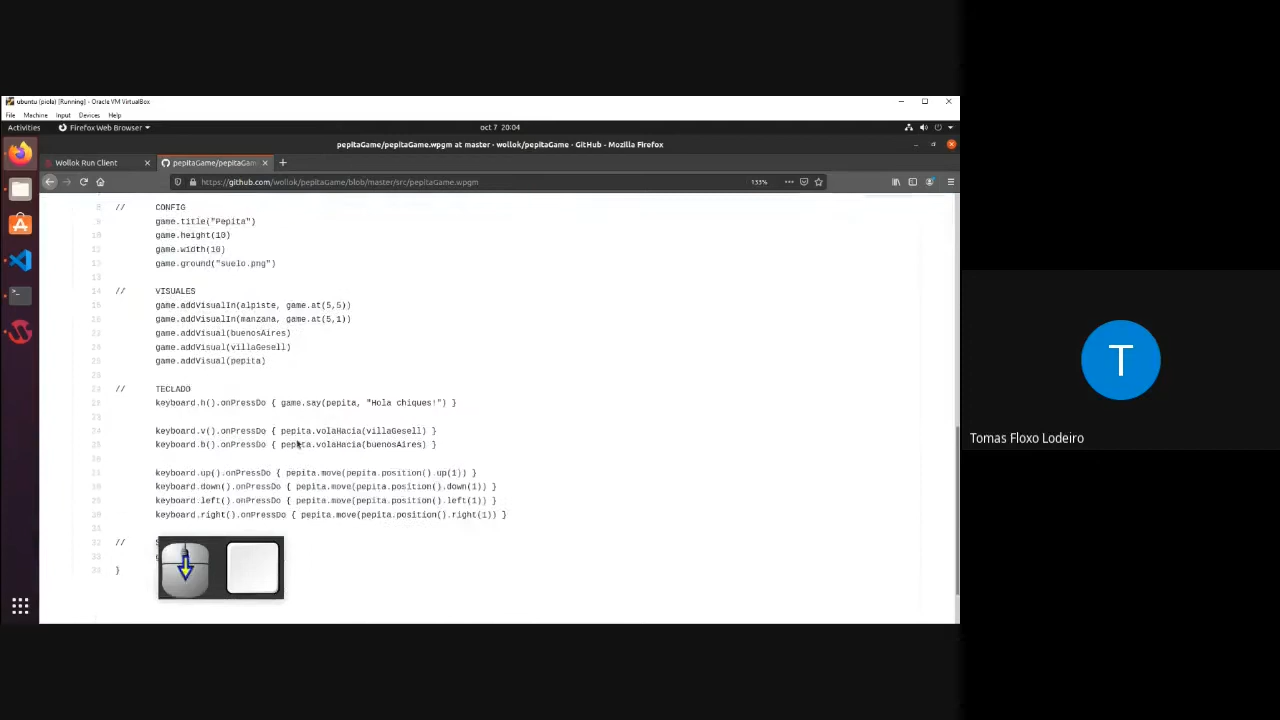 ubuntu (piola) [Running] - Oracle VM VirtualBox
File Machine Input Devices Help
Activities Firefox Web Browser oct 7 20:04
pepitaGame/pepitaGame.wpgm at master · wollok/pepitaGame · GitHub - Mozilla Firefox
Wollok Run Client pepitaGame/pepitaGam
https://github.com/wollok/pepitaGame/blob/master/src/pepitaGame.wpgm 133%
// CONFIG
game.title("Pepita")
game.height(10)
game.width(10)
game.ground("suelo.png")
// VISUALES
game.addVisualIn(alpiste, game.at(5,5))
game.addVisualIn(manzana, game.at(5,1))
game.addVisual(buenosAires)
game.addVisual(villaGesell)
game.addVisual(pepita)
// TECLADO
keyboard.h().onPressDo { game.say(pepita, "Hola chiques!") }
keyboard.v().onPressDo { pepita.volaHacia(villaGesell) }
keyboard.b().onPressDo { pepita.volaHacia(buenosAires) }
keyboard.up().onPressDo { pepita.move(pepita.position().up(1)) }
keyboard.down().onPressDo { pepita.move(pepita.position().down(1)) }
keyboard.left().onPressDo { pepita.move(pepita.position().left(1)) }
keyboard.right().onPressDo { pepita.move(pepita.position().right(1)) }
//
}
T
Tomas Floxo Lodeiro